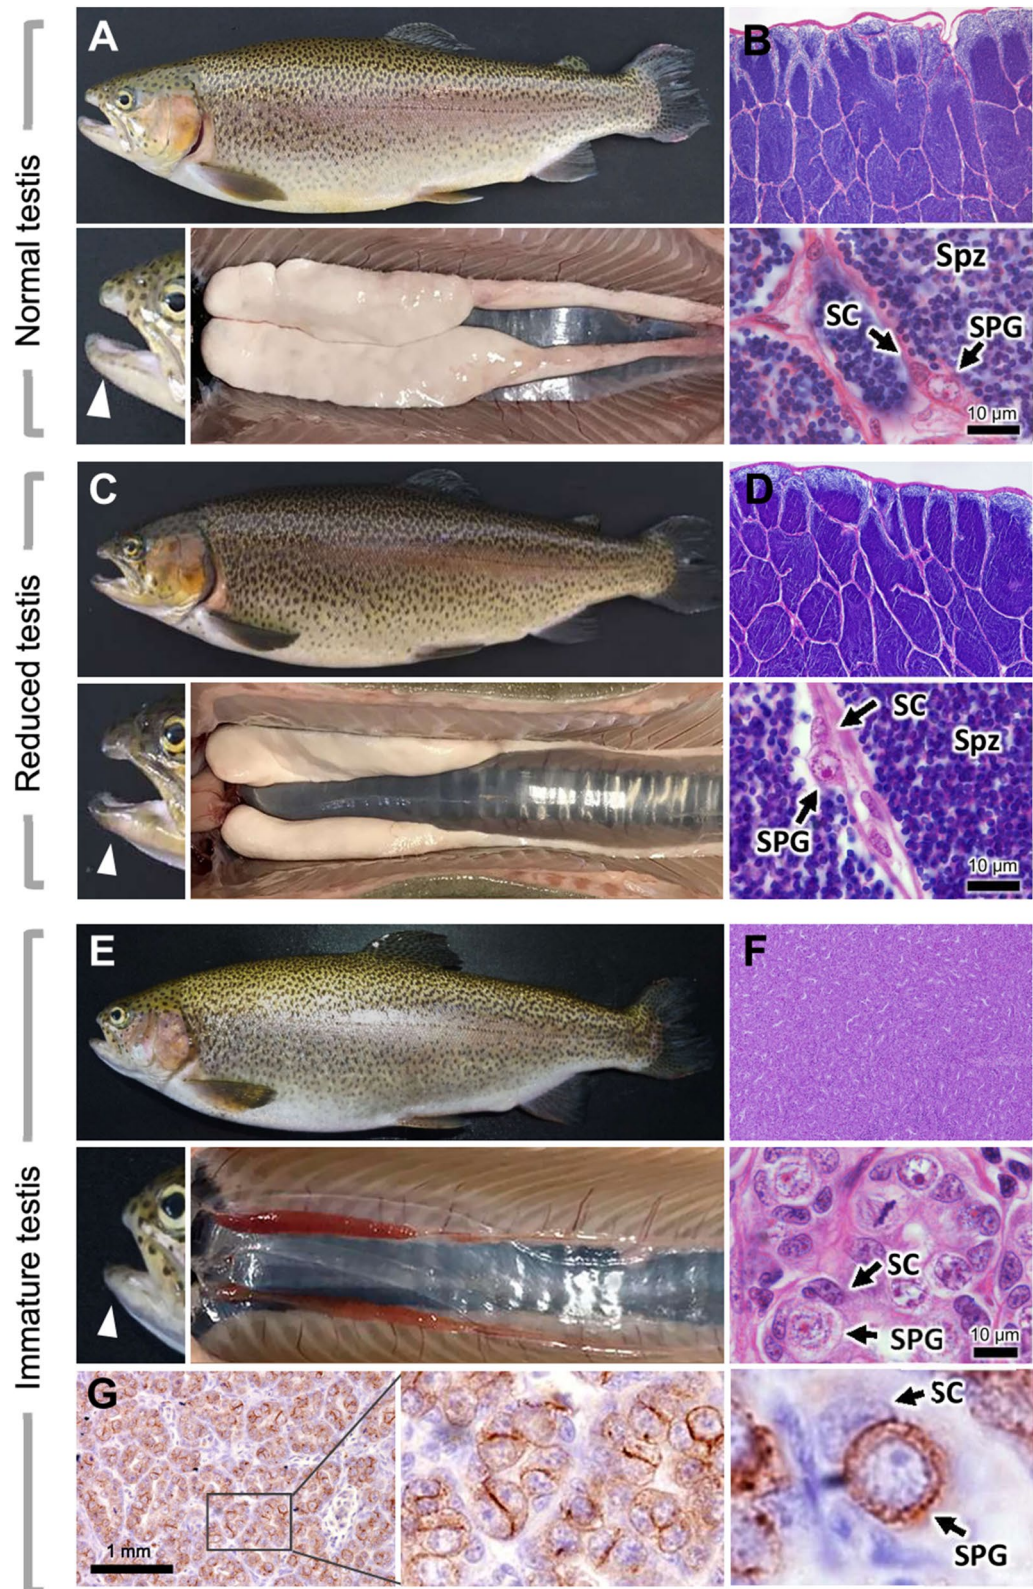 Normal testis
A
B
Spz
SC
SPG
10 µm
Reduced testis
C
D
SC
Spz
SPG
10 µm
Immature testis
E
F
SC
SPG
10 µm
G
1 mm
SC
SPG